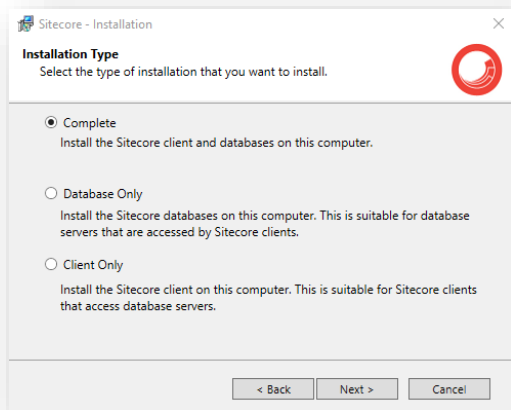 Sitecore - Installation
Installation Type
Select the type of installation that you want to install.
Complete
Install the Sitecore client and databases on this computer.
Database Only
Install the Sitecore databases on this computer. This is suitable for database
servers that are accessed by Sitecore clients.
Client Only
Install the Sitecore client on this computer. This is suitable for Sitecore clients
that access database servers.
< Back Next > Cancel